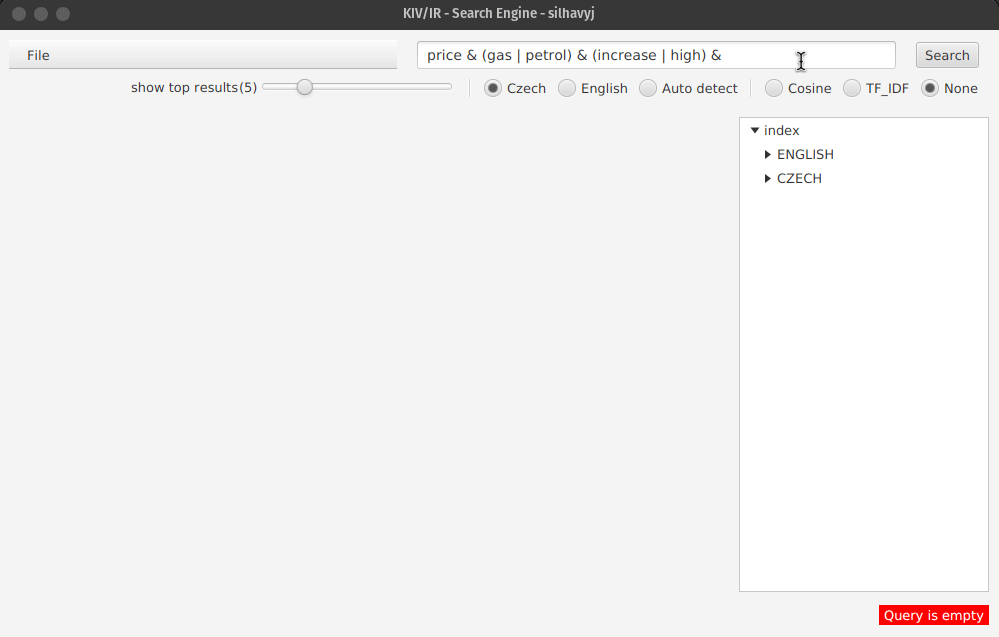 KIV/IR - Search Engine - silhavyj
File
price & (gas | petrol) & (increase | high) &
Search
show top results(5)
Czech
English
Auto detect
Cosine
TF_IDF
None
index
ENGLISH
CZECH
Query is empty